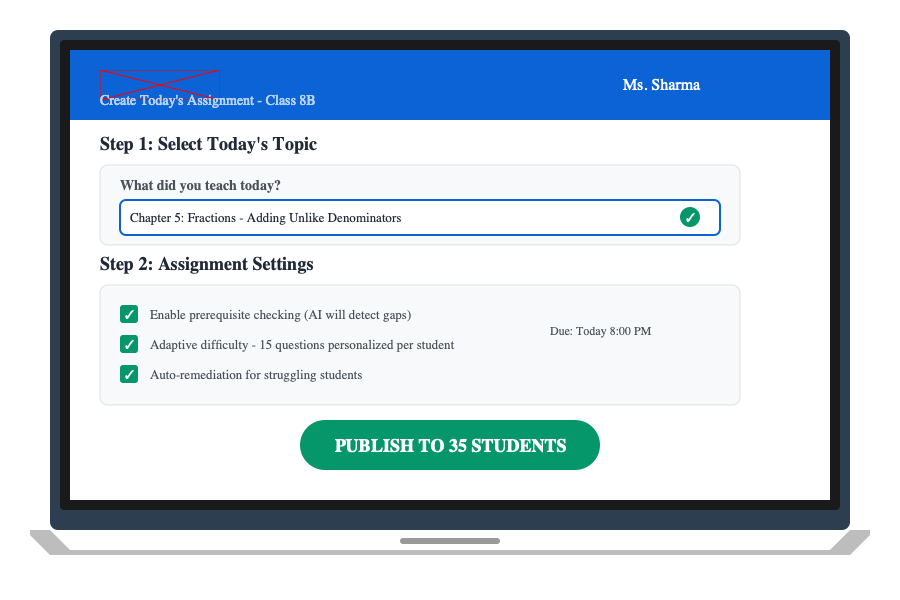 Create Today's Assignment - Class 8B
Ms. Sharma
Step 1: Select Today's Topic
What did you teach today?
Chapter 5: Fractions - Adding Unlike Denominators
Step 2: Assignment Settings
Enable prerequisite checking (AI will detect gaps)
Due: Today 8:00 PM
Adaptive difficulty - 15 questions personalized per student
Auto-remediation for struggling students
PUBLISH TO 35 STUDENTS